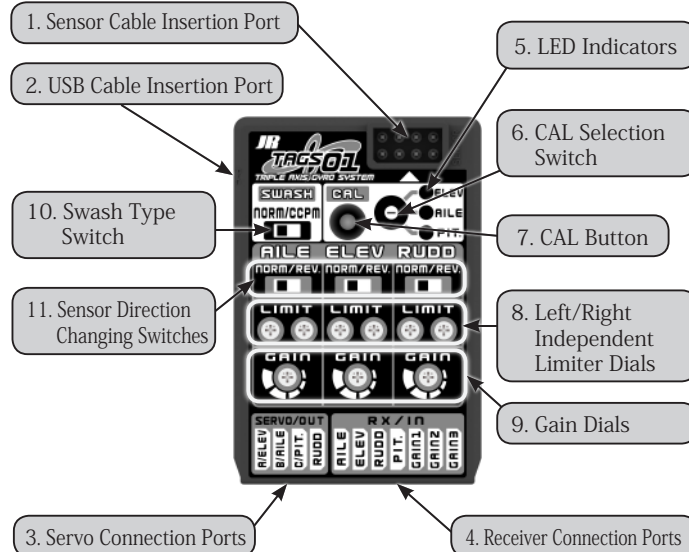 1. Sensor Cable Insertion Port
5. LED Indicators
2. USB Cable Insertion Port
6. CAL Selection
Switch
JR
TAGS01
TRIPLE AXIS/GYRO SYSTEM
SWASH
CAL
ELEV
NORM/CCPM
AILE
PIT.
10. Swash Type
Switch
7. CAL Button
AILE ELEV RUDD
NORM/REV. NORM/REV. NORM/REV.
11. Sensor Direction
Changing Switches
LIMIT LIMIT LIMIT
8. Left/Right
Independent
Limiter Dials
GAIN GAIN GAIN
9. Gain Dials
SERVO/OUT
RX/IN
A/ELEV
B/AILE
C/PIT.
RUDD
AILE
ELEV
RUDD
PIT.
GAIN1
GAIN2
GAIN3
3. Servo Connection Ports
4. Receiver Connection Ports